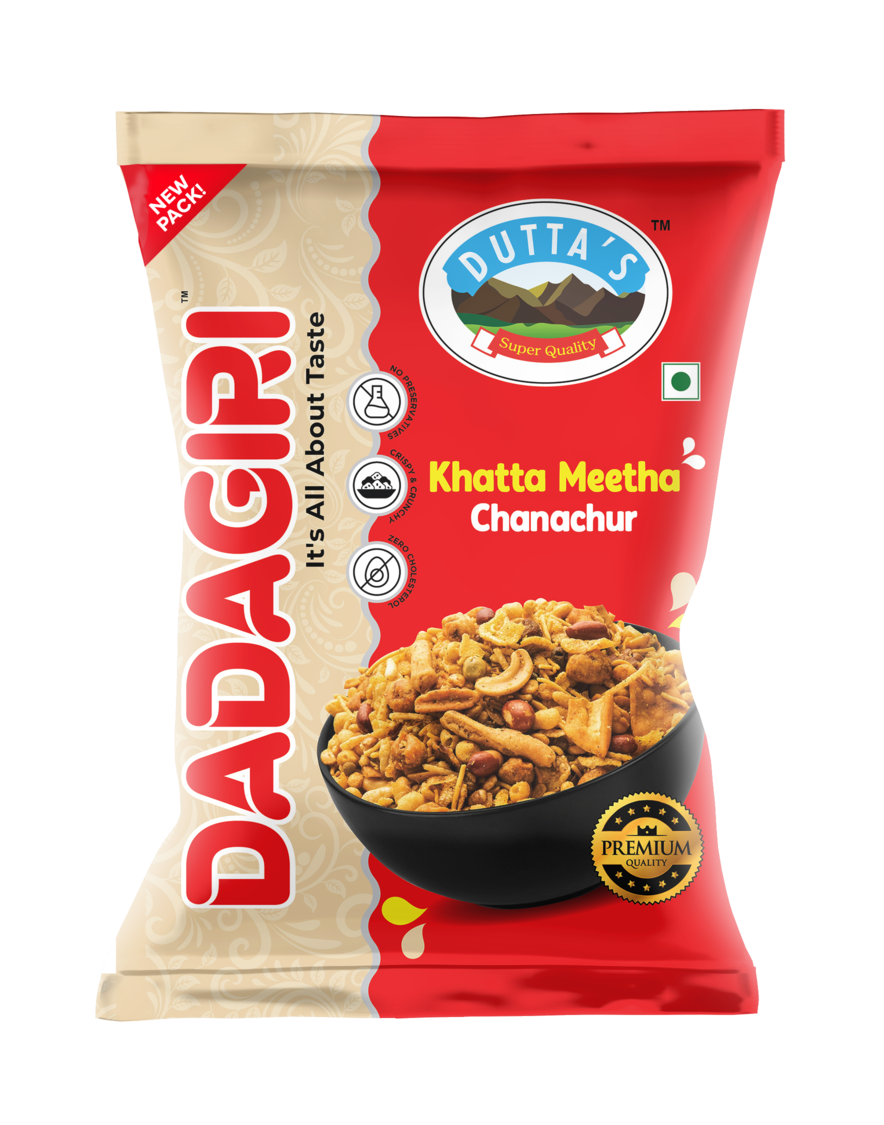 NEW
PACK!
DADAGIRI
TM
It's All About Taste
DUTTA'S
TM
Super Quality
NO PRESERVATIVES
CRISPY & CRUNCHY
ZERO CHOLESTEROL
Khatta Meetha
Chanachur
PREMIUM
QUALITY